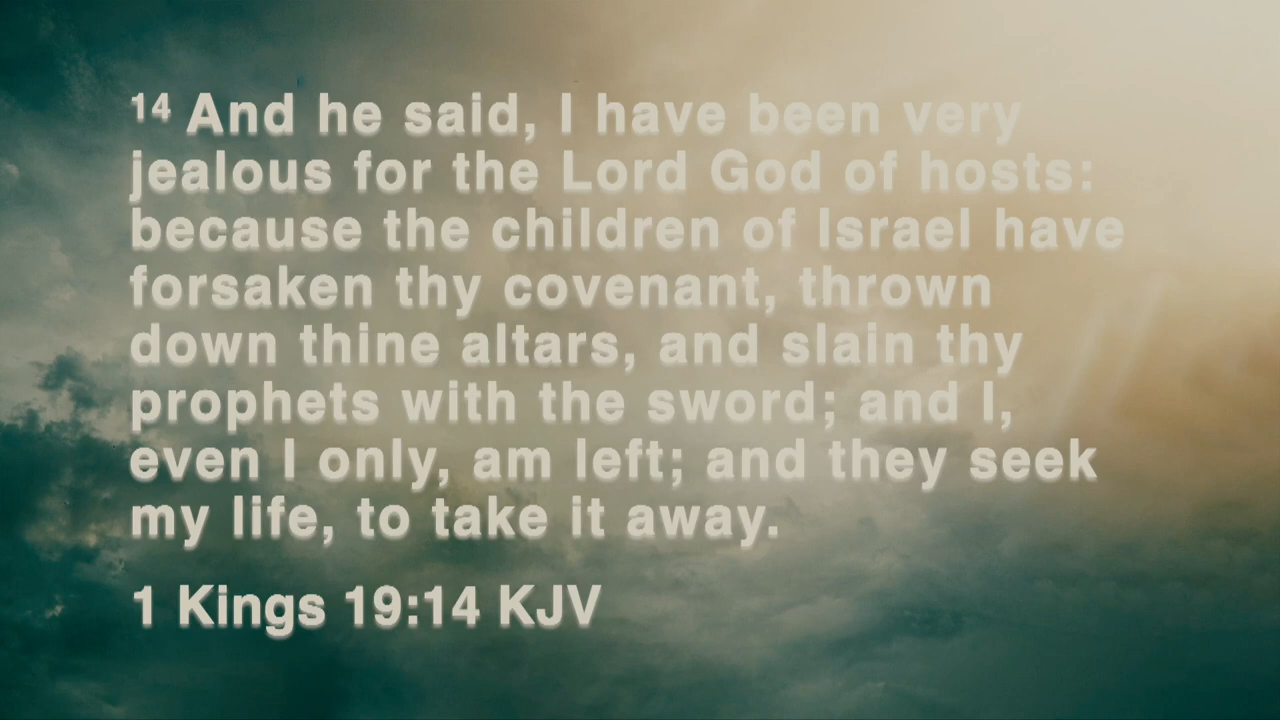 14 And he said, I have been very
jealous for the Lord God of hosts:
because the children of Israel have
forsaken thy covenant, thrown
down thine altars, and slain thy
prophets with the sword; and I,
even I only, am left; and they seek
my life, to take it away.
1 Kings 19:14 KJV